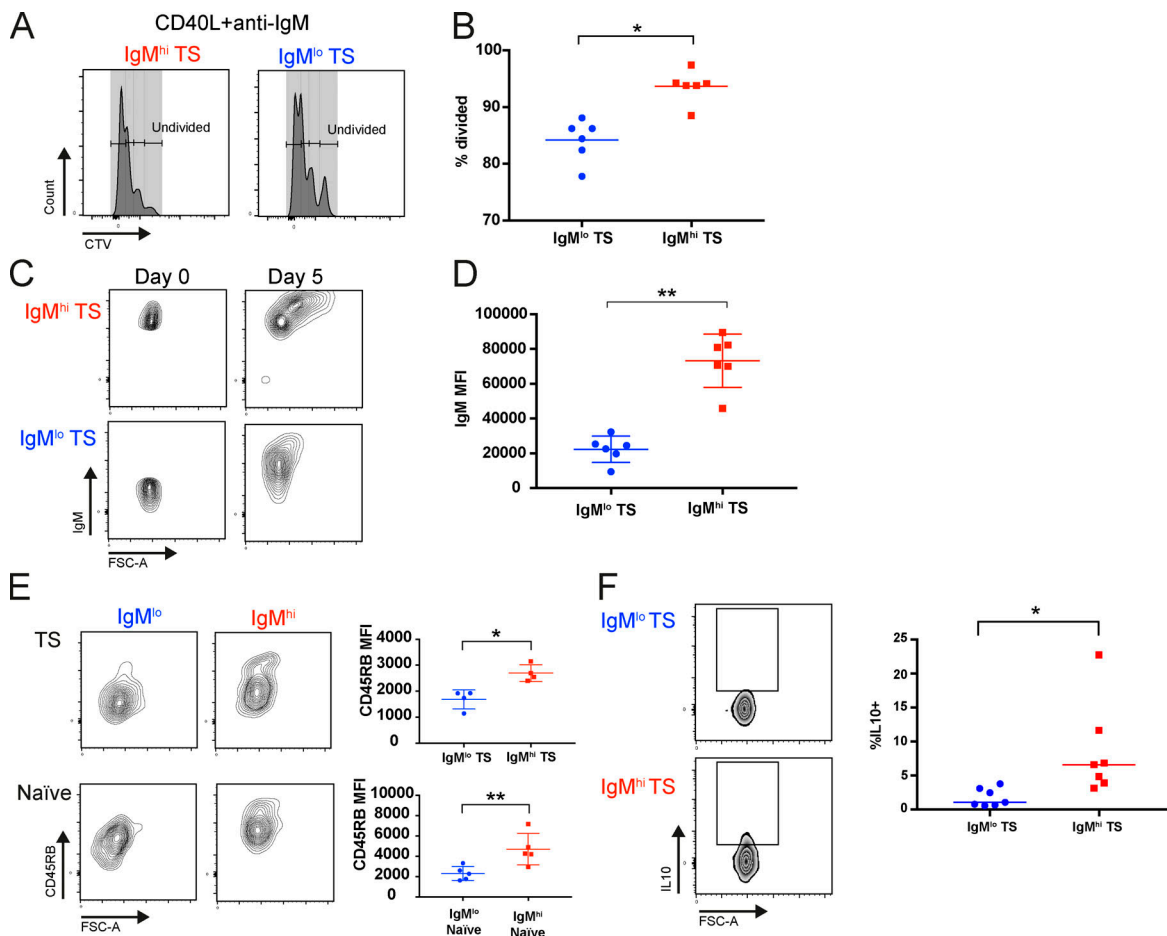 A
CD40L+anti-IgM
IgMhi TS
IgMlo TS
Undivided
Undivided
Count
0
0
0
0
CTV
B
*
100
90
80
70
% divided
IgMlo TS
IgMhi TS
C
Day 0
Day 5
IgMhi TS
IgMlo TS
IgM
FSC-A
D
**
100000
80000
60000
40000
20000
0
IgM MFI
IgMlo TS
IgMhi TS
E
IgMlo
IgMhi
TS
Naïve
CD45RB
FSC-A
CD45RB MFI
4000
3000
2000
1000
0
*
IgMlo TS
IgMhi TS
CD45RB MFI
10000
8000
6000
4000
2000
0
**
IgMlo
Naïve
IgMhi
Naïve
F
IgMlo TS
IgMhi TS
IL10
FSC-A
*
25
20
15
10
5
0
%IL10+
IgMlo TS
IgMhi TS